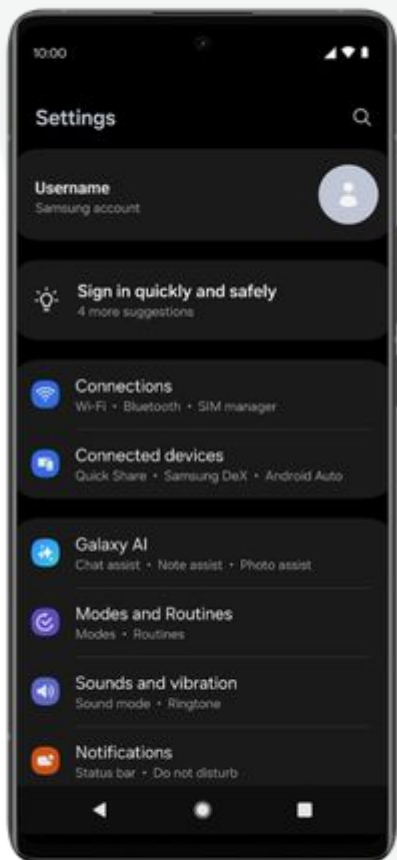 10:00
Settings
Username
Samsung account
Sign in quickly and safely
4 more suggestions
Connections
Wi-Fi • Bluetooth • SIM manager
Connected devices
Quick Share • Samsung DeX • Android Auto
Galaxy AI
Chat assist • Note assist • Photo assist
Modes and Routines
Modes • Routines
Sounds and vibration
Sound mode • Ringtone
Notifications
Status bar • Do not disturb